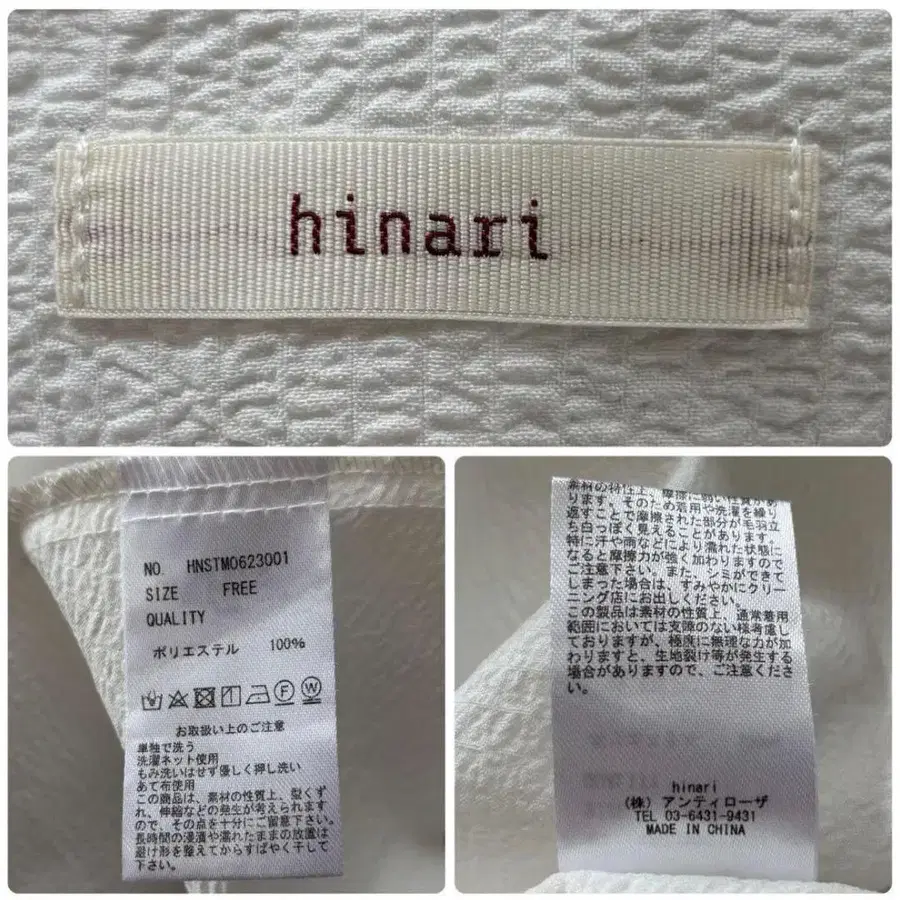 hinari
NO. HNSTM0623001
SIZE FREE
QUALITY
ポリエステル 100%
お取扱い上のご注意
単独で洗う
洗濯ネット使用
もみ洗いはせず優しく押し洗い
あて布使用
この商品は、素材の性質上、型くず
れ、伸縮などの発生が考えられます
ので、その点を十分にご留意下さい。
長時間の浸漬や濡れたままの放置は
避け形を整えてからすばやく干して
下さい。
素材の特性上、摩擦に弱い性質があ
ります。そのため着用や洗濯を繰り
返すことで摩擦された部分が毛羽立
ち白っぽく見えることがあります。
特に汗や雨などにより濡れた状態に
なると摩擦力が強く加わりますので
ご注意下さい。また、シミができて
しまった場合は、すみやかにクリー
ニング店にお出しください。
この製品は素材の性質上、通常着用
範囲においては支障のない様考慮し
ておりますが、極度に無理な力が加
わりますと、生地裂け等が発生する
場合がありますので、ご注意くださ
い。
hinari
(株) アンティローザ
TEL 03-6431-9431
MADE IN CHINA